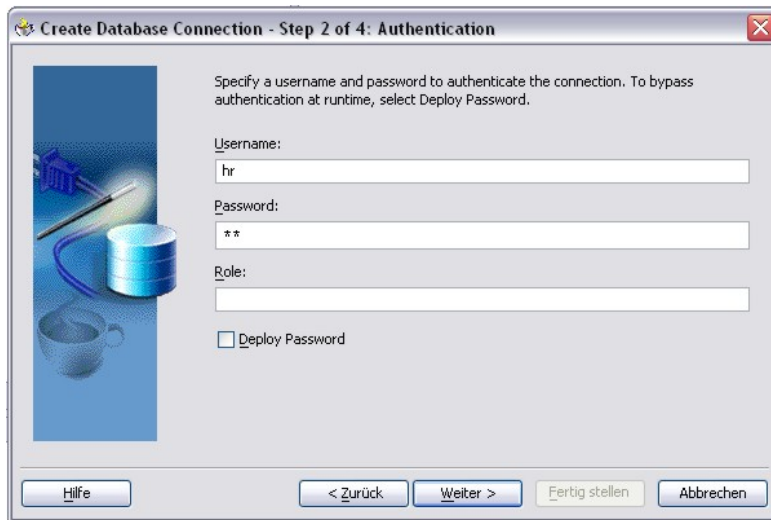 Create Database Connection - Step 2 of 4: Authentication
Specify a username and password to authenticate the connection. To bypass
authentication at runtime, select Deploy Password.
Username:
hr
Password:
**
Role:
Deploy Password
Hilfe
< Zurück
Weiter >
Fertig stellen
Abbrechen